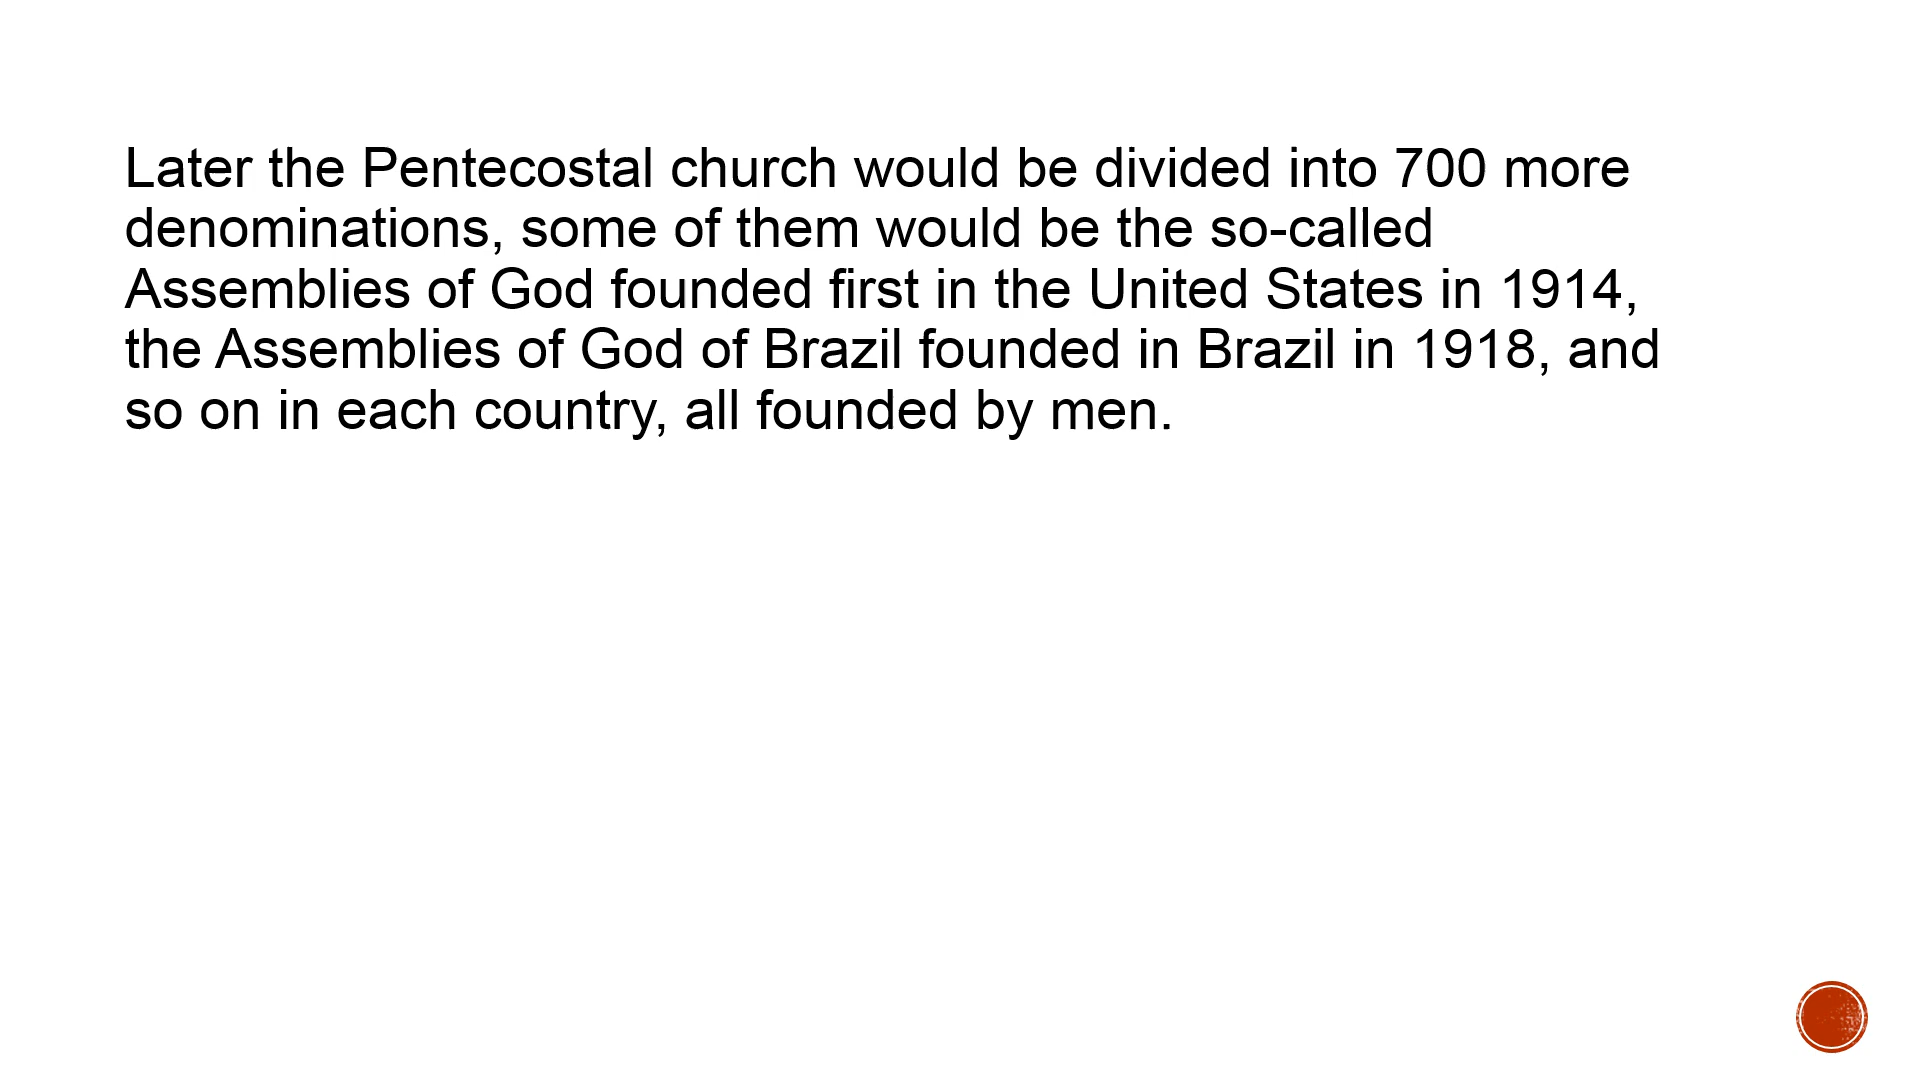 Later the Pentecostal church would be divided into 700 more
denominations, some of them would be the so-called
Assemblies of God founded first in the United States in 1914,
the Assemblies of God of Brazil founded in Brazil in 1918, and
so on in each country, all founded by men.